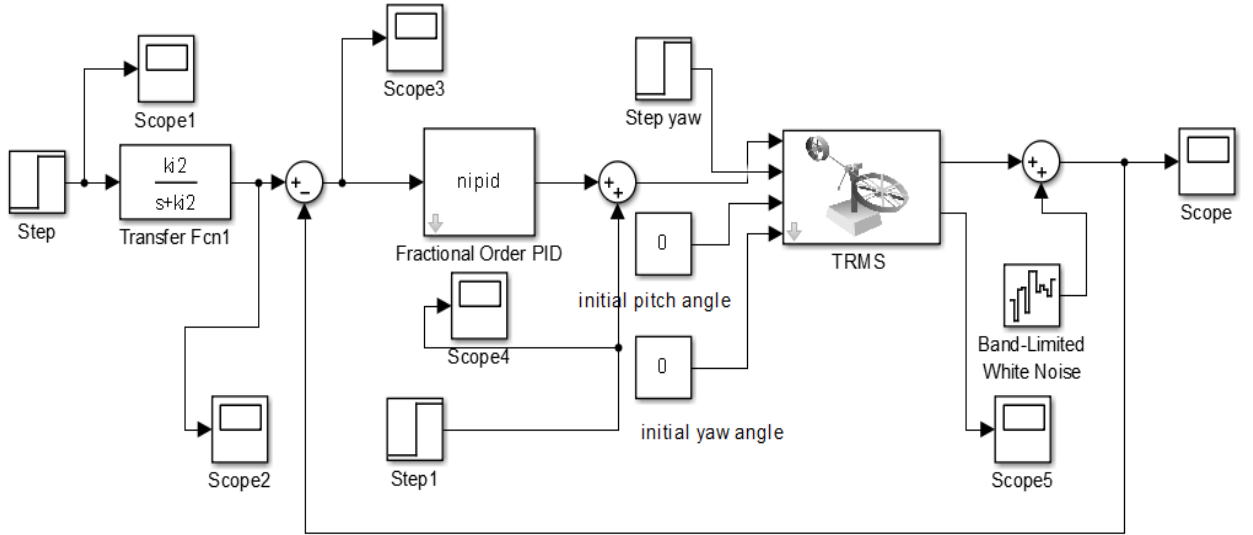 Scope3
Scope1
Step yaw
ki2
s+ki2
+
−
nipid
+
+
+
+
Scope
Step
Transfer Fcn1
Fractional Order PID
0
TRMS
initial pitch angle
Scope4
Band-Limited
White Noise
0
initial yaw angle
Scope2
Step1
Scope5